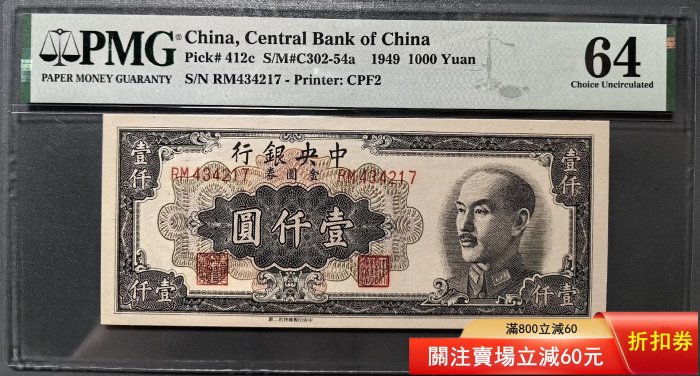 PMG®
PAPER MONEY GUARANTY
China, Central Bank of China
Pick# 412c S/M#C302-54a 1949 1000 Yuan
S/N RM434217 - Printer: CPF2
64
Choice Uncirculated
行銀央中
券圓金
RM434217
RM434217
圓仟壹
壹仟
壹仟
仟壹
仟壹
滿800立減60
關注賣場立減60元
折扣券